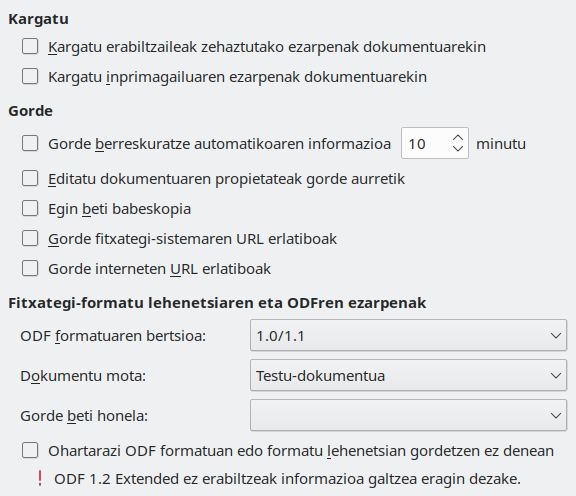 Kargatu
Kargatu erabiltzaileak zehaztutako ezarpenak dokumentuarekin
Kargatu inprimagailuaren ezarpenak dokumentuarekin
Gorde
Gorde berreskuratze automatikoaren informazioa 10 minutu
Editatu dokumentuaren propietateak gorde aurretik
Egin beti babeskopia
Gorde fitxategi-sistemaren URL erlatiboak
Gorde interneten URL erlatiboak
Fitxategi-formatu lehenetsiaren eta ODFren ezarpenak
ODF formatuaren bertsioa: 1.0/1.1
Dokumentu mota: Testu-dokumentua
Gorde beti honela:
Ohartarazi ODF formatuan edo formatu lehenetsian gordetzen ez denean
! ODF 1.2 Extended ez erabiltzeak informazioa galtzea eragin dezake.